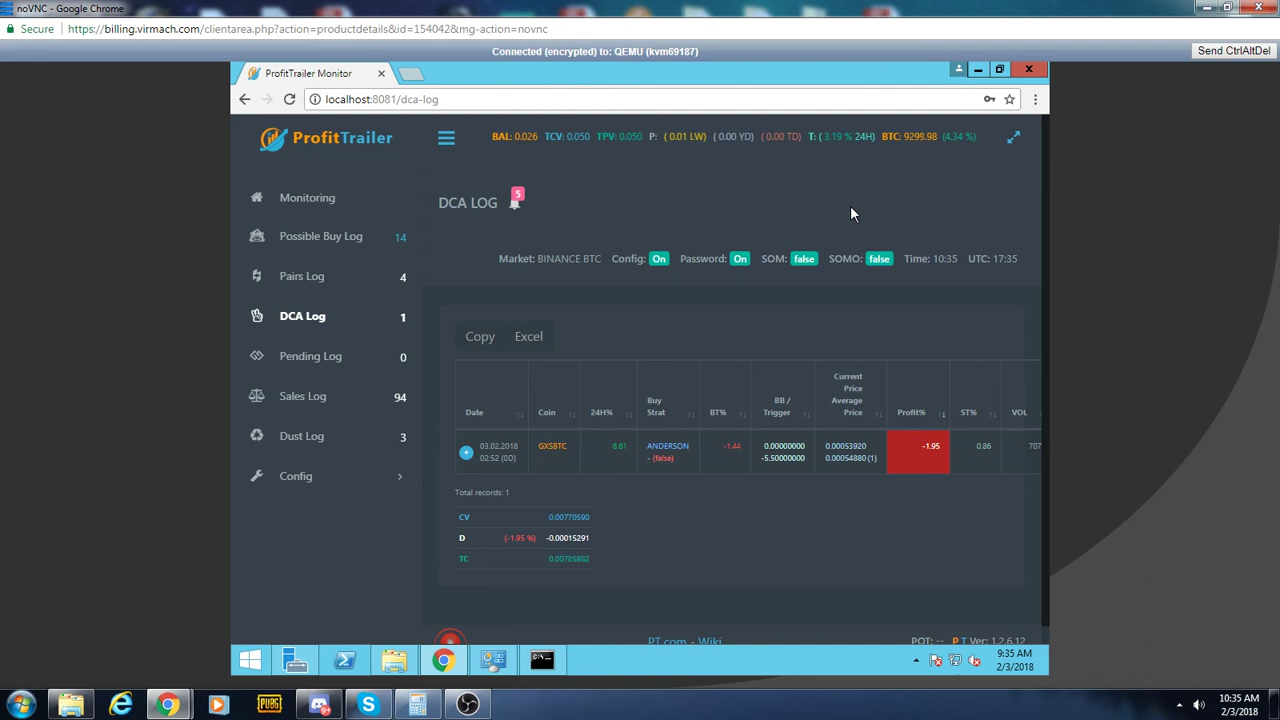 noVNC - Google Chrome
Secure https://billing.virmach.com/clientarea.php?action=productdetails&id=154042&mg-action=novnc
Connected (encrypted) to: QEMU (kvm69187)
Send CtrlAltDel
ProfitTrailer Monitor
localhost:8081/dca-log
ProfitTrailer
BAL: 0.026 TCV: 0.050 TPV: 0.050 P: ( 0.01 LW) ( 0.00 YD) ( 0.00 TD) T: ( 3.19 % 24H) BTC: 9299.98 (4.34 %)
Monitoring
Possible Buy Log 14
Pairs Log 4
DCA Log 1
Pending Log 0
Sales Log 94
Dust Log 3
Config
DCA LOG 5
Market: BINANCE BTC Config: On Password: On SOM: false SOMO: false Time: 10:35 UTC: 17:35
Copy Excel
Date Coin 24H% Buy Strat BT% BB / Trigger Current Price Average Price Profit% ST% VOL
03.02.2018 GXSBTC 8.61 ANDERSON -1.44 0.00000000 0.00053920 -1.95 0.86 707
02:52 (0D) - (false) -5.50000000 0.00054880 (1)
Total records: 1
CV 0.00770590
D (-1.95 %) -0.00015291
TC 0.00785882
PT.com - Wiki
POT: -- PT Ver: 1.2.6.12
9:35 AM
2/3/2018
PUBG
9+
10:35 AM
2/3/2018